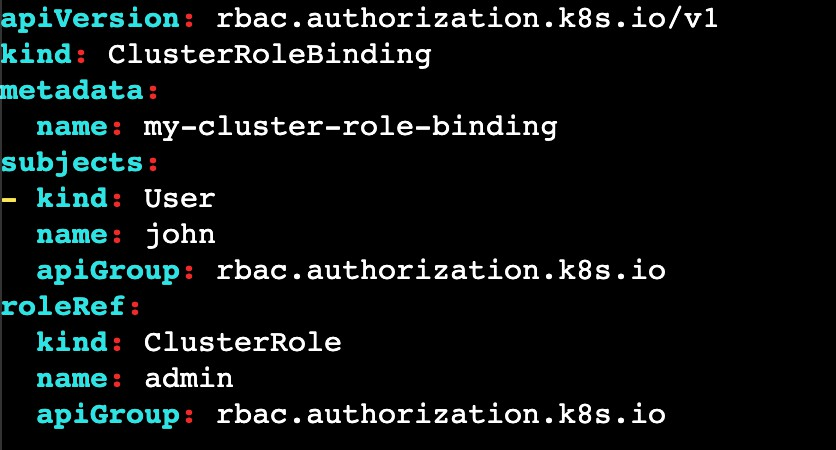 apiVersion: rbac.authorization.k8s.io/v1
kind: ClusterRoleBinding
metadata:
  name: my-cluster-role-binding
subjects:
- kind: User
  name: john
  apiGroup: rbac.authorization.k8s.io
roleRef:
  kind: ClusterRole
  name: admin
  apiGroup: rbac.authorization.k8s.io